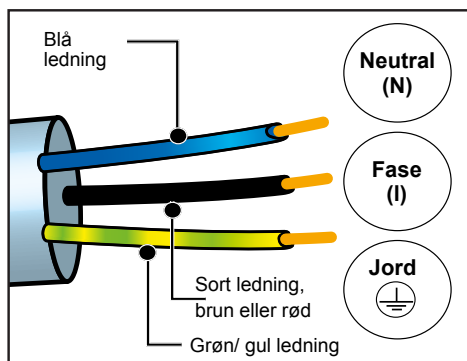 Blå
ledning
Neutral
(N)
Fase
(I)
Jord
Sort ledning,
brun eller rød
Grøn/ gul ledning